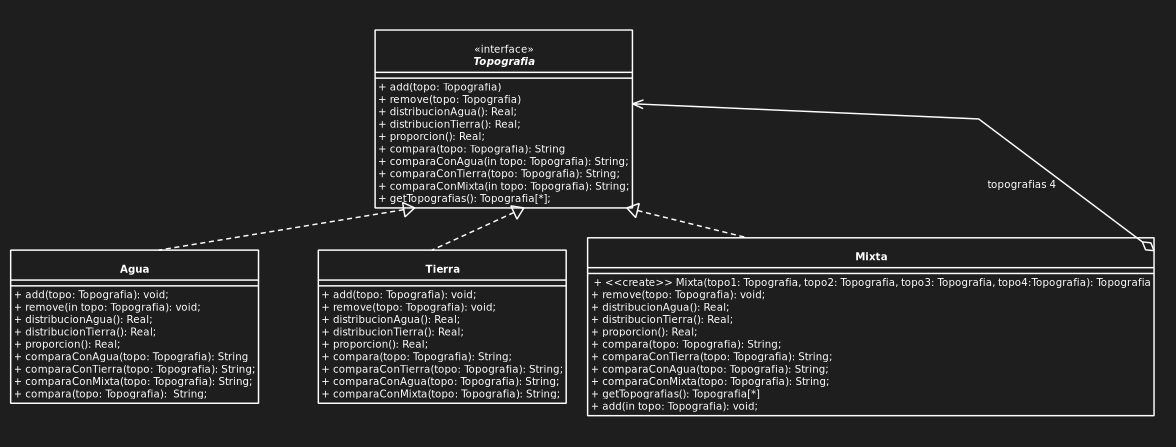 «interface»
Topografia
+ add(topo: Topografia)
+ remove(topo: Topografia)
+ distribucionAgua(): Real;
+ distribucionTierra(): Real;
+ proporcion(): Real;
+ compara(topo: Topografia): String
+ comparaConAgua(in topo: Topografia): String;
+ comparaConTierra(topo: Topografia): String;
+ comparaConMixta(in topo: Topografia): String;
+ getTopografias(): Topografia[*];
topografias 4
Agua
+ add(topo: Topografia): void;
+ remove(in topo: Topografia): void;
+ distribucionAgua(): Real;
+ distribucionTierra(): Real;
+ proporcion(): Real;
+ comparaConAgua(topo: Topografia): String
+ comparaConTierra(topo: Topografia): String;
+ comparaConMixta(topo: Topografia): String;
+ compara(topo: Topografia):  String;
Tierra
+ add(topo: Topografia): void;
+ remove(topo: Topografia): void;
+ distribucionAgua(): Real;
+ distribucionTierra(): Real;
+ proporcion(): Real;
+ compara(topo: Topografia): String;
+ comparaConTierra(topo: Topografia): String;
+ comparaConAgua(topo: Topografia): String;
+ comparaConMixta(topo: Topografia): String;
Mixta
+ <<create>> Mixta(topo1: Topografia, topo2: Topografia, topo3: Topografia, topo4:Topografia): Topografia
+ remove(topo: Topografia): void;
+ distribucionAgua(): Real;
+ distribucionTierra(): Real;
+ proporcion(): Real;
+ compara(topo: Topografia): String;
+ comparaConTierra(topo: Topografia): String;
+ comparaConAgua(topo: Topografia): String;
+ comparaConMixta(topo: Topografia): String;
+ getTopografias(): Topografia[*]
+ add(in topo: Topografia): void;